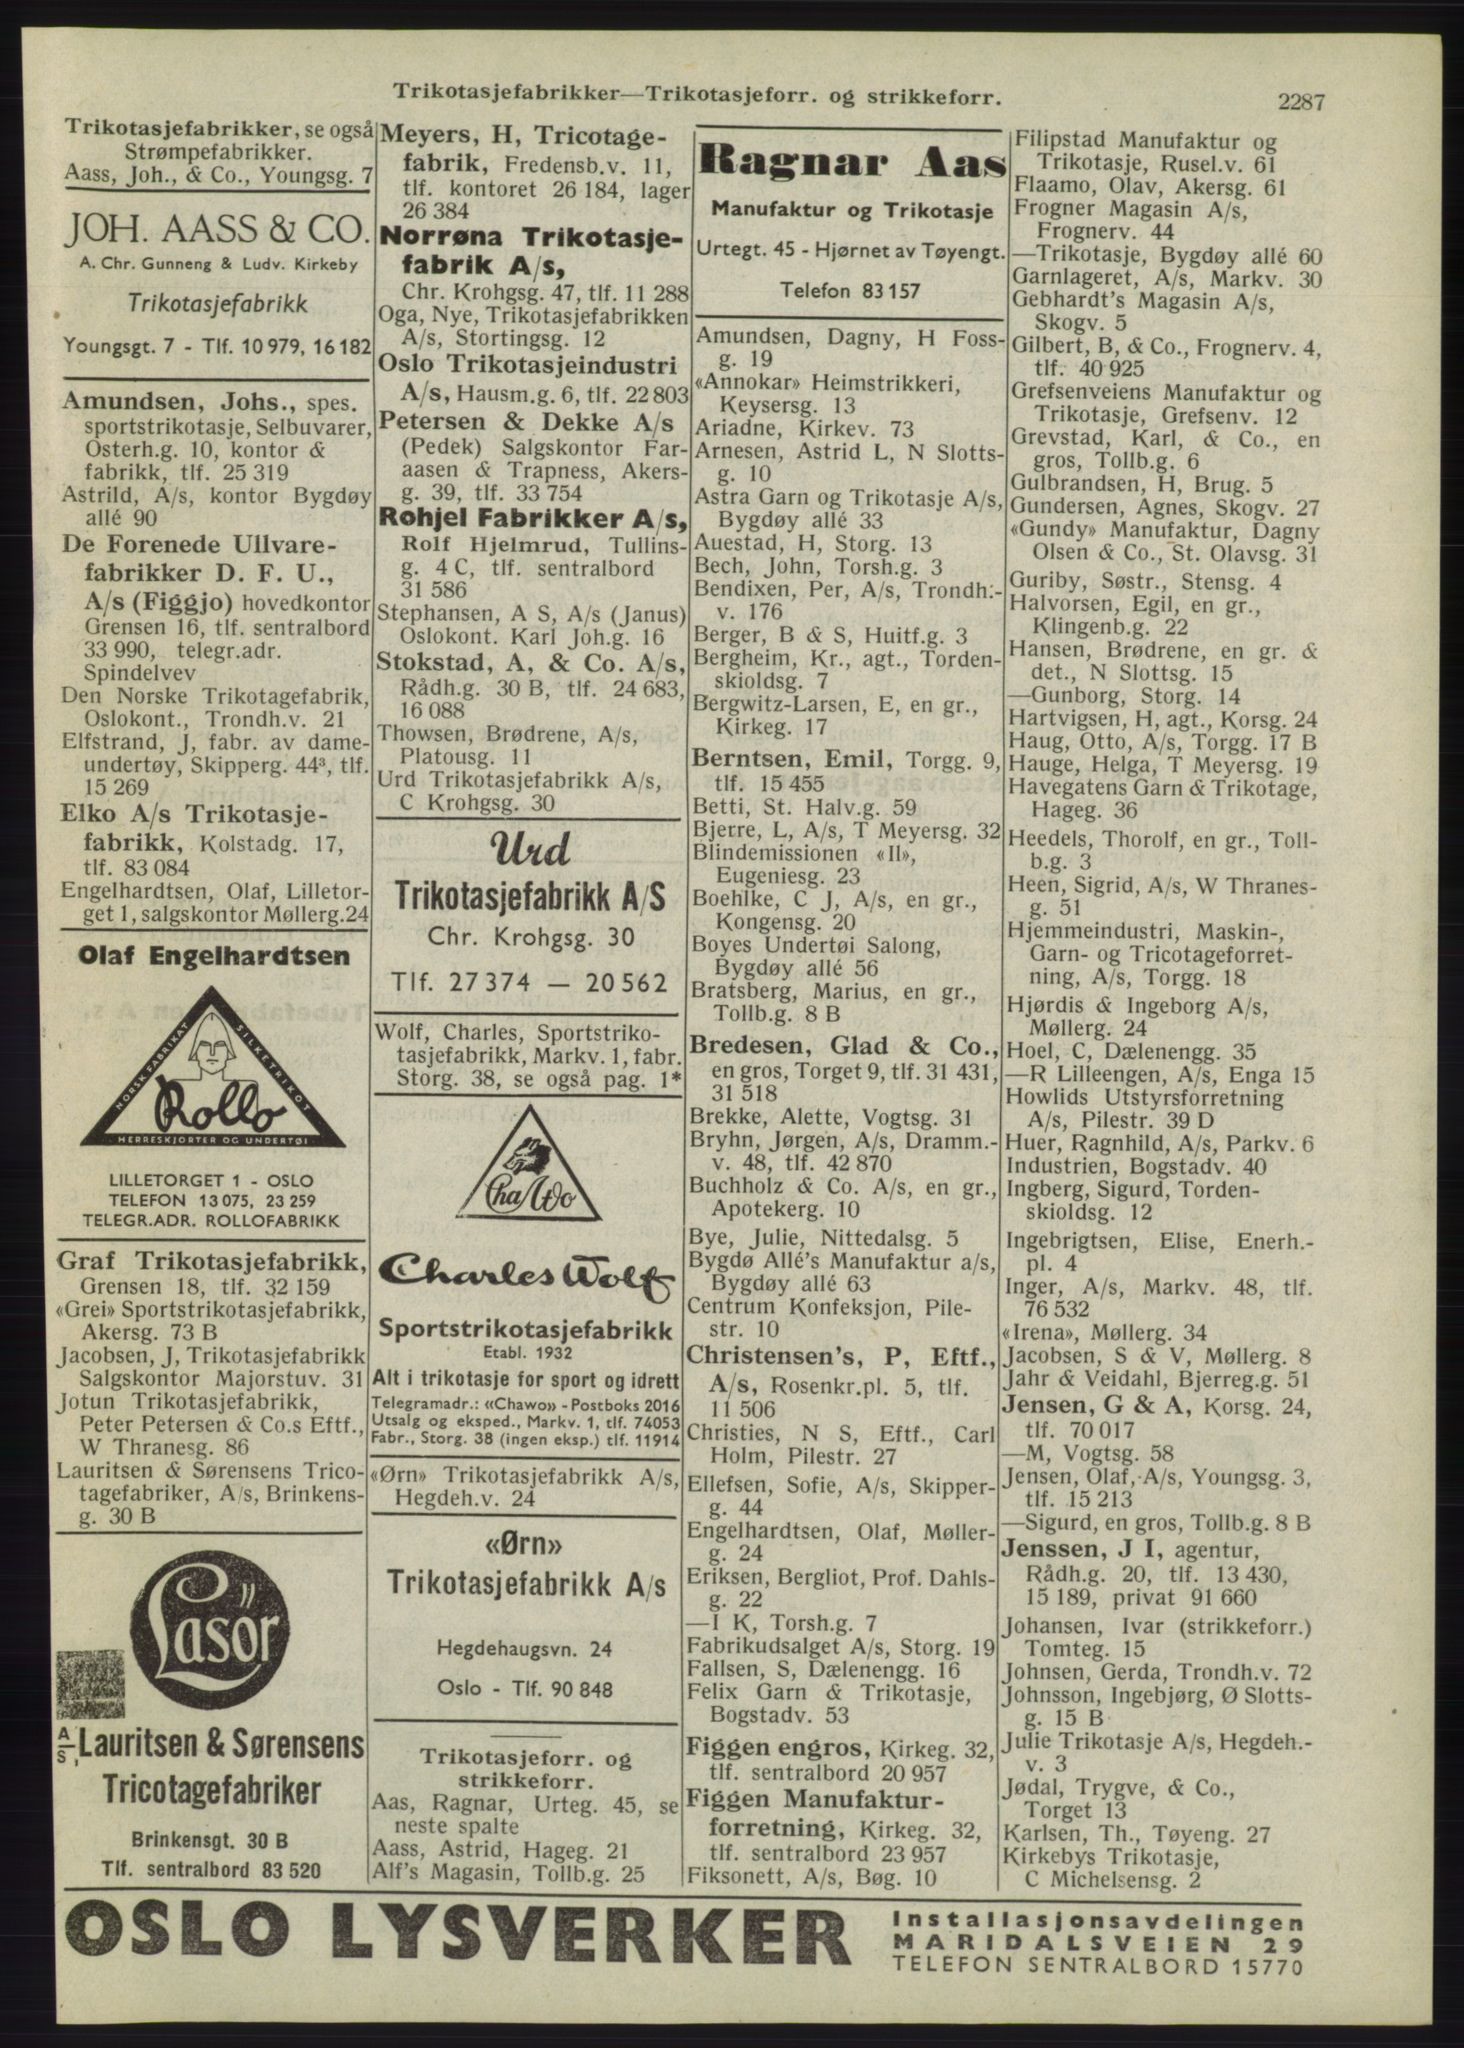 Trikotasjefabrikker—Trikotasjeforr. og strikkeforr.
2287
Trikotasjefabrikker, se også
Strømpefabrikker.
Aass, Joh., & Co., Youngsg. 7
JOH. AASS & CO.
A. Chr. Gunneng & Ludv. Kirkeby
Trikotasjefabrikk
Youngsgt. 7 - Tlf. 10 979, 16 182
Amundsen, Johs., spes.
sportstrikotasje, Selbuvarer,
Osterh.g. 10, kontor &
fabrikk, tlf. 25 319
Astrild, A/s, kontor Bygdøy
allé 90
De Forenede Ullvare-
fabrikker D. F. U.,
A/s (Figgjo) hovedkontor
Grensen 16, tlf. sentralbord
33 990, telegr.adr.
Spindelvev
Den Norske Trikotagefabrik,
Oslokont., Trondh.v. 21
Elfstrand, J, fabr. av dame-
undertøy, Skipperg. 44³, tlf.
15 269
Elko A/s Trikotasje-
fabrikk, Kolstadg. 17,
tlf. 83 084
Engelhardtsen, Olaf, Lilletor-
get 1, salgskontor Møllerg.24
Olaf Engelhardtsen
NORSK FABRIKAT
SILKETRIKOT
Rollo
HERRESKJORTER OG UNDERTØI
LILLETORGET 1 - OSLO
TELEFON 13 075, 23 259
TELEGR.ADR. ROLLOFABRIKK
Graf Trikotasjefabrikk,
Grensen 18, tlf. 32 159
«Grei» Sportstrikotasjefabrikk,
Akersg. 73 B
Jacobsen, J, Trikotasjefabrikk
Salgskontor Majorstuv. 31
Jotun Trikotasjefabrikk,
Peter Petersen & Co.s Eftf.,
W Thranesg. 86
Lauritsen & Sørensens Trico-
tagefabriker, A/s, Brinkens-
g. 30 B
Lasör
A/S, Lauritsen & Sørensens
Tricotagefabriker
Brinkensgt. 30 B
Tlf. sentralbord 83 520
Meyers, H, Tricotage-
fabrik, Fredensb.v. 11,
tlf. kontoret 26 184, lager
26 384
Norrøna Trikotasje-
fabrik A/s,
Chr. Krohgsg. 47, tlf. 11 288
Oga, Nye, Trikotasjefabrikken
A/s, Stortingsg. 12
Oslo Trikotasjeindustri
A/s, Hausm.g. 6, tlf. 22 803
Petersen & Dekke A/s
(Pedek) Salgskontor Far-
aasen & Trapness, Akers-
g. 39, tlf. 33 754
Rohjel Fabrikker A/s,
Rolf Hjelmrud, Tullins-
g. 4 C, tlf. sentralbord
31 586
Stephansen, A S, A/s (Janus)
Oslokont. Karl Joh.g. 16
Stokstad, A, & Co. A/s,
Rådh.g. 30 B, tlf. 24 683,
16 088
Thowsen, Brødrene, A/s,
Platousg. 11
Urd Trikotasjefabrikk A/s,
C Krohgsg. 30
Urd
Trikotasjefabrikk A/S
Chr. Krohgsg. 30
Tlf. 27 374 — 20 562
Wolf, Charles, Sportstriko-
tasjefabrikk, Markv. 1, fabr.
Storg. 38, se også pag. 1*
Cha Wo
Charles Wolf
Sportstrikotasjefabrikk
Etabl. 1932
Alt i trikotasje for sport og idrett
Telegramadr.: «Chawo» - Postboks 2016
Utsalg og eksped., Markv. 1, tlf. 74053
Fabr., Storg. 38 (ingen eksp.) tlf. 11914
«Ørn» Trikotasjefabrikk A/s,
Hegdeh.v. 24
«Ørn»
Trikotasjefabrikk A/s
Hegdehaugsvn. 24
Oslo - Tlf. 90 848
Trikotasjeforr. og
strikkeforr.
Aas, Ragnar, Urteg. 45, se
neste spalte
Aass, Astrid, Hageg. 21
Alf's Magasin, Tollb.g. 25
Ragnar Aas
Manufaktur og Trikotasje
Urtegt. 45 - Hjørnet av Tøyengt.
Telefon 83 157
Amundsen, Dagny, H Foss-
g. 19
«Annokar» Heimstrikkeri,
Keysersg. 13
Ariadne, Kirkev. 73
Arnesen, Astrid L, N Slotts-
g. 10
Astra Garn og Trikotasje A/s,
Bygdøy allé 33
Auestad, H, Storg. 13
Bech, John, Torsh.g. 3
Bendixen, Per, A/s, Trondh.-
v. 176
Berger, B & S, Huitf.g. 3
Bergheim, Kr., agt., Torden-
skioldsg. 7
Bergwitz-Larsen, E, en gr.,
Kirkeg. 17
Berntsen, Emil, Torgg. 9,
tlf. 15 455
Betti, St. Halv.g. 59
Bjerre, L, A/s, T Meyersg. 32
Blindemissionen «II»,
Eugeniesg. 23
Boehlke, C J, A/s, en gr.,
Kongensg. 20
Boyes Undertøi Salong,
Bygdøy allé 56
Bratsberg, Marius, en gr.,
Tollb.g. 8 B
Bredesen, Glad & Co.,
en gros, Torget 9, tlf. 31 431,
31 518
Brekke, Alette, Vogtsg. 31
Bryhn, Jørgen, A/s, Dramm.-
v. 48, tlf. 42 870
Buchholz & Co. A/s, en gr.,
Apotekerg. 10
Bye, Julie, Nittedalsg. 5
Bygdø Allé's Manufaktur a/s,
Bygdøy allé 63
Centrum Konfeksjon, Pile-
str. 10
Christensen's, P, Eftf.,
A/s, Rosenkr.pl. 5, tlf.
11 506
Christies, N S, Eftf., Carl
Holm, Pilestr. 27
Ellefsen, Sofie, A/s, Skipper-
g. 44
Engelhardtsen, Olaf, Møller-
g. 24
Eriksen, Bergliot, Prof. Dahls-
g. 22
—I K, Torsh.g. 7
Fabrikudsalget A/s, Storg. 19
Fallsen, S, Dælenengg. 16
Felix Garn & Trikotasje,
Bogstadv. 53
Figgen engros, Kirkeg. 32,
tlf. sentralbord 20 957
Figgen Manufaktur-
forretning, Kirkeg. 32,
tlf. sentralbord 23 957
Fiksonett, A/s, Bøg. 10
Filipstad Manufaktur og
Trikotasje, Rusel.v. 61
Flaamo, Olav, Akersg. 61
Frogner Magasin A/s,
Frognerv. 44
—Trikotasje, Bygdøy allé 60
Garnlageret, A/s, Markv. 30
Gebhardt's Magasin A/s,
Skogv. 5
Gilbert, B, & Co., Frognerv. 4,
tlf. 40 925
Grefsenveiens Manufaktur og
Trikotasje, Grefsenv. 12
Grevstad, Karl, & Co., en
gros, Tollb.g. 6
Gulbrandsen, H, Brug. 5
Gundersen, Agnes, Skogv. 27
«Gundy» Manufaktur, Dagny
Olsen & Co., St. Olavsg. 31
Guriby, Søstr., Stensg. 4
Halvorsen, Egil, en gr.,
Klingenb.g. 22
Hansen, Brødrene, en gr. &
det., N Slottsg. 15
—Gunborg, Storg. 14
Hartvigsen, H, agt., Korsg. 24
Haug, Otto, A/s, Torgg. 17 B
Hauge, Helga, T Meyersg. 19
Havegatens Garn & Trikotage,
Hageg. 36
Heedels, Thorolf, en gr., Toll-
b.g. 3
Heen, Sigrid, A/s, W Thranes-
g. 51
Hjemmeindustri, Maskin-,
Garn- og Tricotageforret-
ning, A/s, Torgg. 18
Hjørdis & Ingeborg A/s,
Møllerg. 24
Hoel, C, Dælenengg. 35
—R Lilleengen, A/s, Enga 15
Howlids Utstyrsforretning
A/s, Pilestr. 39 D
Huer, Ragnhild, A/s, Parkv. 6
Industrien, Bogstadv. 40
Ingberg, Sigurd, Torden-
skioldsg. 12
Ingebrigtsen, Elise, Enerh.-
pl. 4
Inger, A/s, Markv. 48, tlf.
76 532
«Irena», Møllerg. 34
Jacobsen, S & V, Møllerg. 8
Jahr & Veidahl, Bjerreg.g. 51
Jensen, G & A, Korsg. 24,
tlf. 70 017
—M, Vogtsg. 58
Jensen, Olaf, A/s, Youngsg. 3,
tlf. 15 213
—Sigurd, en gros, Tollb.g. 8 B
Jenssen, J I, agentur,
Rådh.g. 20, tlf. 13 430,
15 189, privat 91 660
Johansen, Ivar (strikkeforr.)
Tomteg. 15
Johnsen, Gerda, Trondh.v. 72
Johnsson, Ingebjørg, Ø Slotts-
g. 15 B
Julie Trikotasje A/s, Hegdeh.-
v. 3
Jødal, Trygve, & Co.,
Torget 13
Karlsen, Th., Tøyeng. 27
Kirkebys Trikotasje,
C Michelsensg. 2
OSLO LYSVERKER
Installasjonsavdelingen
MARIDALSVEIEN 29
TELEFON SENTRALBORD 15770